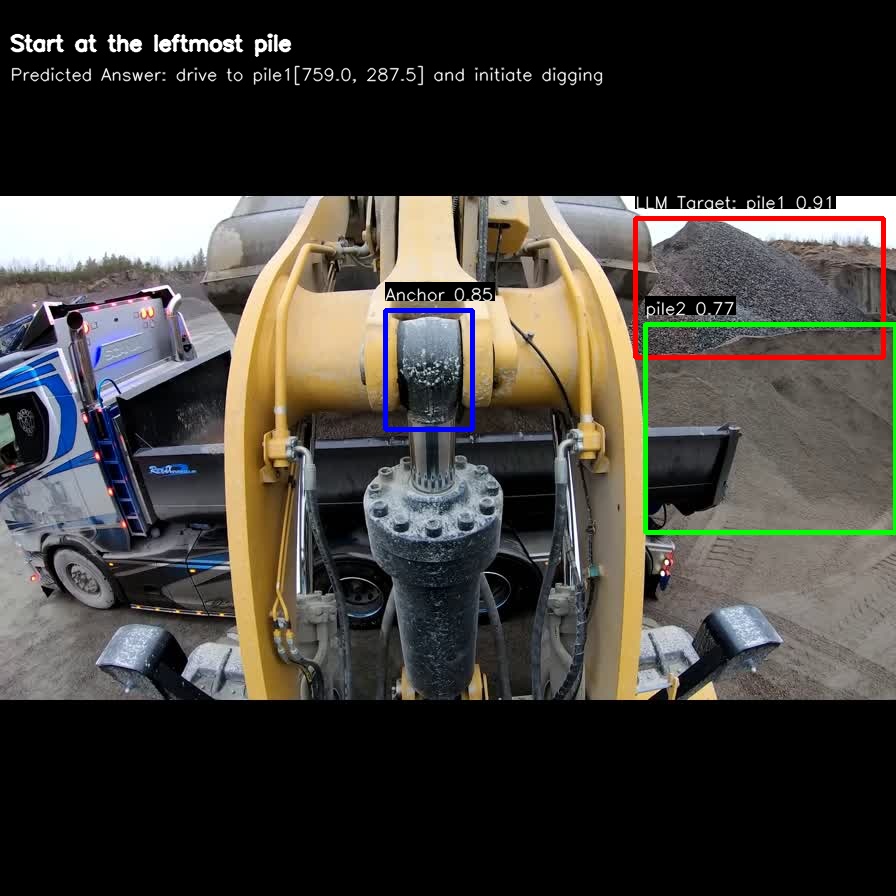 Start at the leftmost pile
Predicted Answer: drive to pile1[759.0, 287.5] and initiate digging
LLM Target: pile1 0.91
Anchor 0.85
pile2 0.77